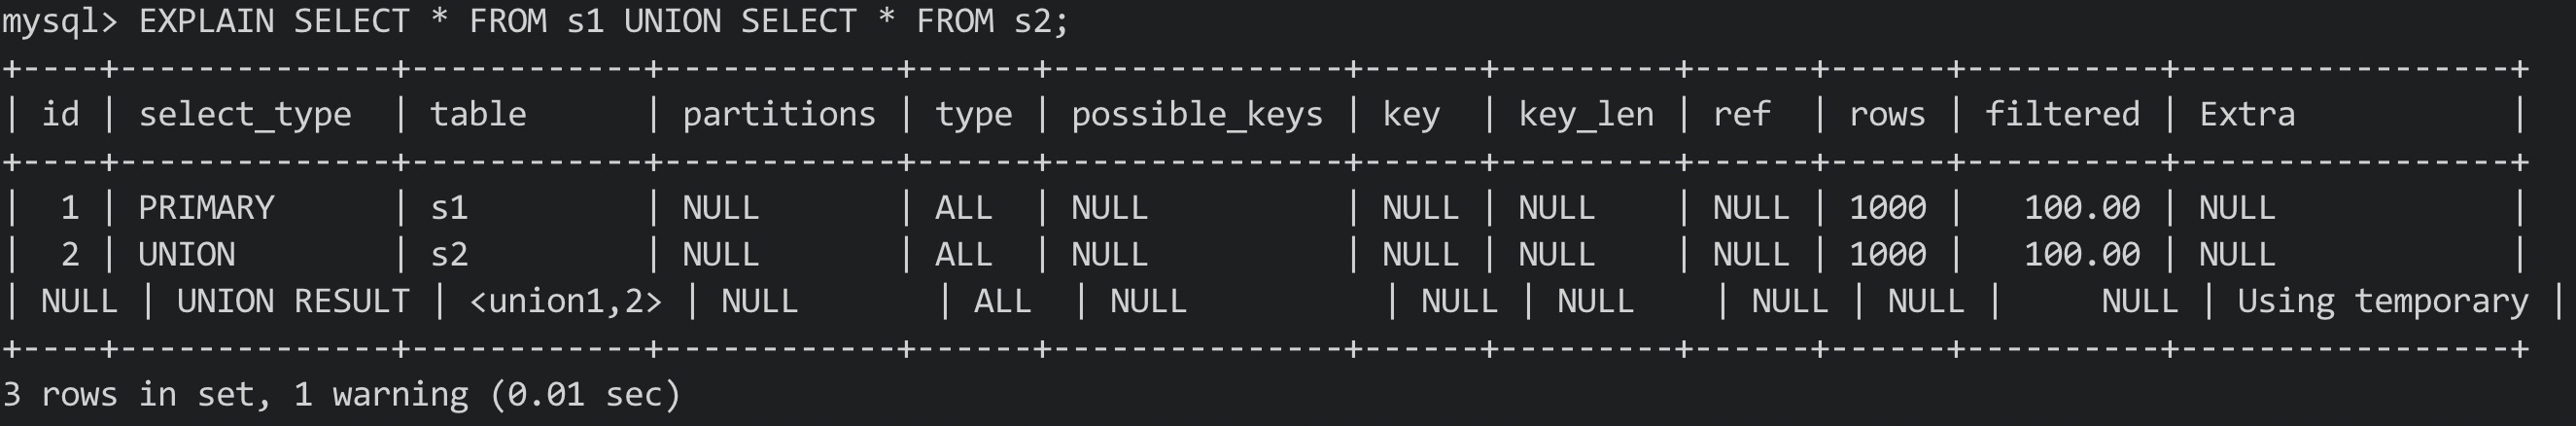 mysql> EXPLAIN SELECT * FROM s1 UNION SELECT * FROM s2;
+----+--------------+------------+------------+------+---------------+------+---------+------+------+----------+-----------------+
| id | select_type  | table      | partitions | type | possible_keys | key  | key_len | ref  | rows | filtered | Extra           |
+----+--------------+------------+------------+------+---------------+------+---------+------+------+----------+-----------------+
|  1 | PRIMARY      | s1         | NULL       | ALL  | NULL          | NULL | NULL    | NULL | 1000 |   100.00 | NULL            |
|  2 | UNION        | s2         | NULL       | ALL  | NULL          | NULL | NULL    | NULL | 1000 |   100.00 | NULL            |
| NULL | UNION RESULT | <union1,2> | NULL       | ALL  | NULL          | NULL | NULL    | NULL | NULL |     NULL | Using temporary |
+----+--------------+------------+------------+------+---------------+------+---------+------+------+----------+-----------------+
3 rows in set, 1 warning (0.01 sec)